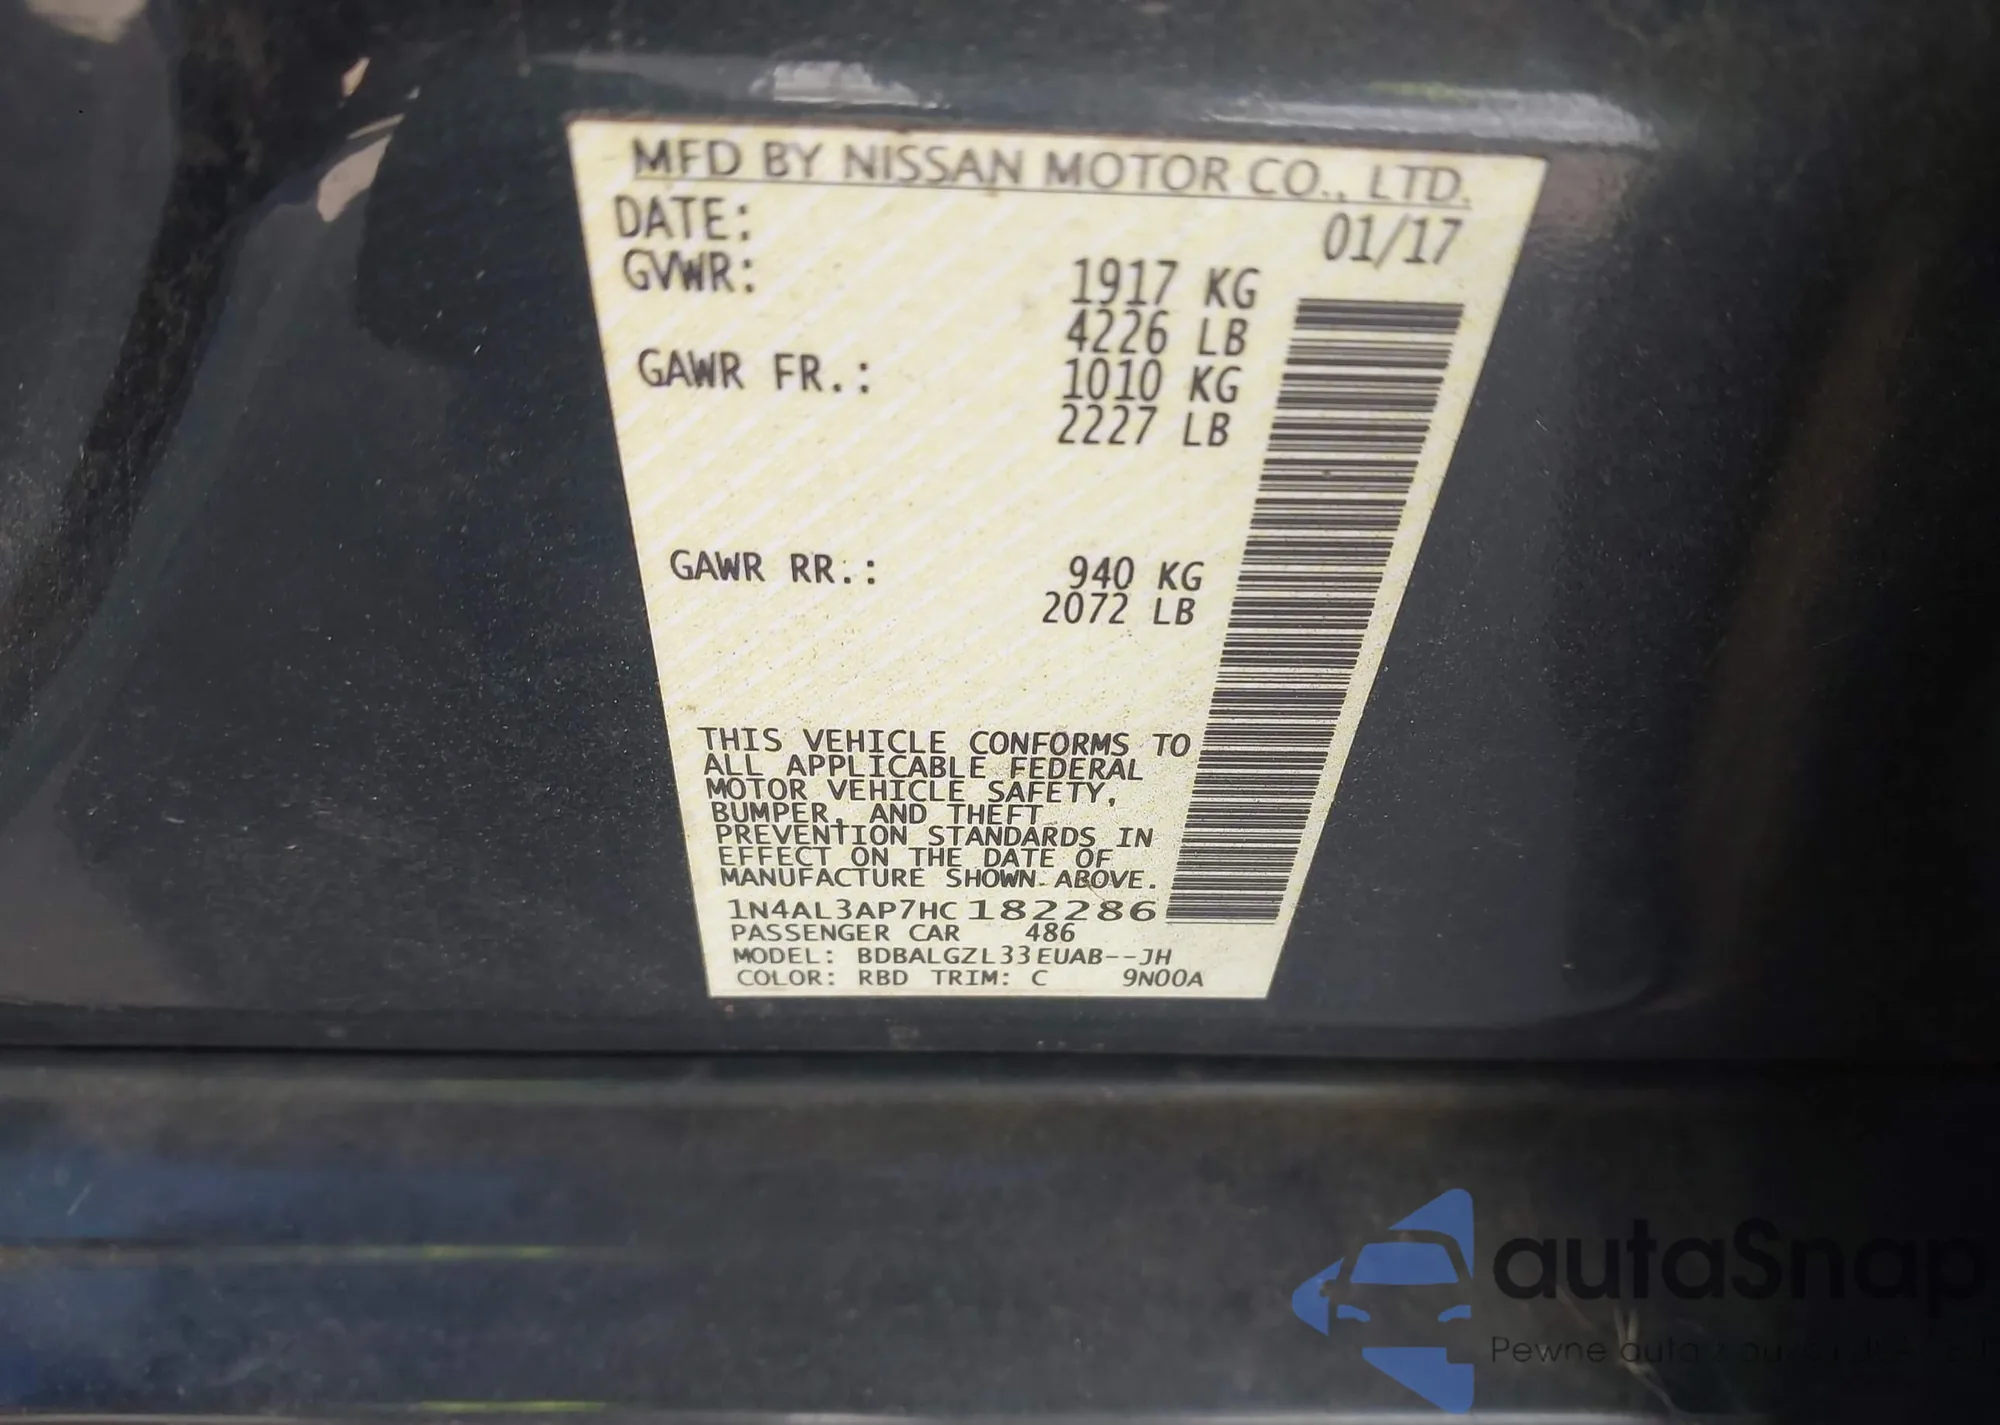 MFD BY NISSAN MOTOR CO., LTD.
DATE: 01/17
GVWR: 1917 KG
4226 LB
GAWR FR.: 1010 KG
2227 LB
GAWR RR.: 940 KG
2072 LB
THIS VEHICLE CONFORMS TO
ALL APPLICABLE FEDERAL
MOTOR VEHICLE SAFETY,
BUMPER, AND THEFT
PREVENTION STANDARDS IN
EFFECT ON THE DATE OF
MANUFACTURE SHOWN ABOVE.
1N4AL3AP7HC182286
PASSENGER CAR 486
MODEL: BDBALGZL33EUAB--JH
COLOR: RBD TRIM: C 9N00A
autaSnap
Pewne auta z